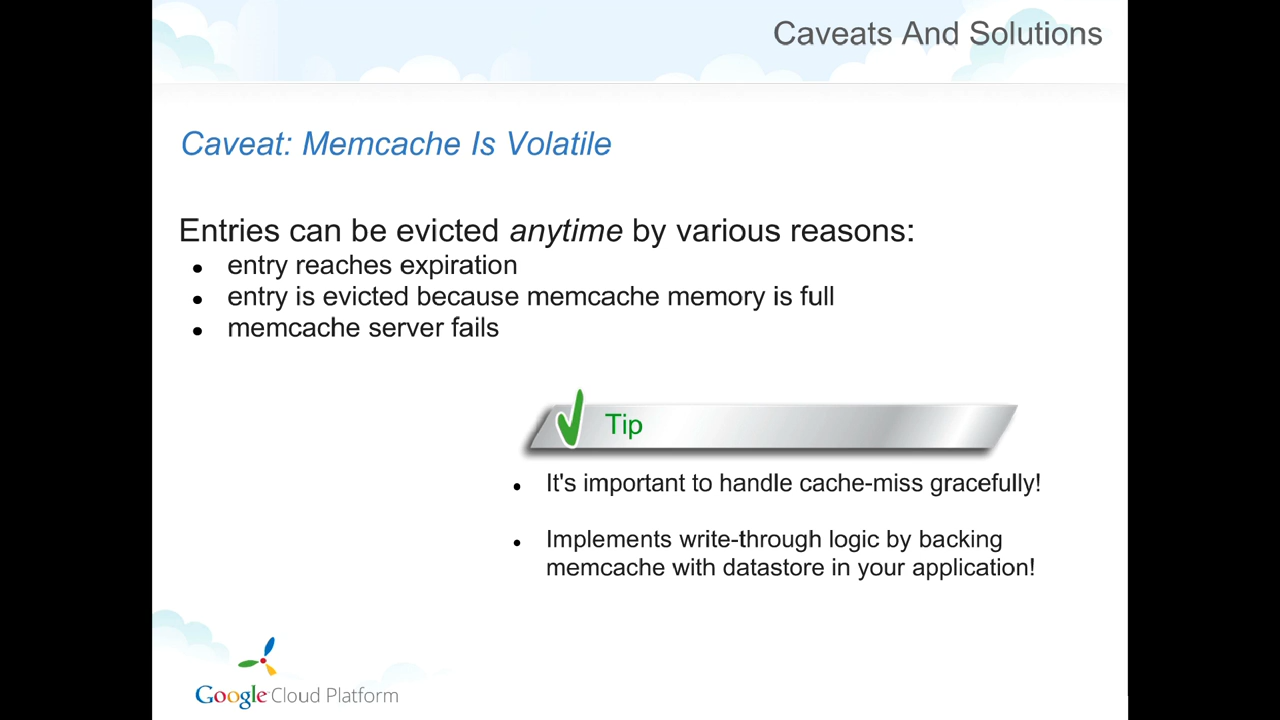 Caveats And Solutions
Caveat: Memcache Is Volatile
Entries can be evicted anytime by various reasons:
● entry reaches expiration
● entry is evicted because memcache memory is full
● memcache server fails
Tip
● It's important to handle cache-miss gracefully!
● Implements write-through logic by backing
memcache with datastore in your application!
Google Cloud Platform